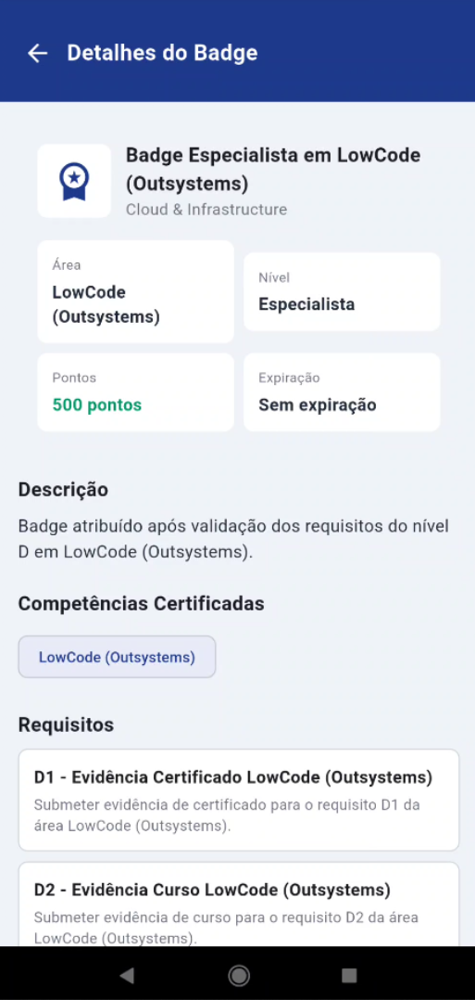 Detalhes do Badge
Badge Especialista em LowCode
(Outsystems)
Cloud & Infrastructure
Área
LowCode
(Outsystems)
Nível
Especialista
Pontos
500 pontos
Expiração
Sem expiração
Descrição
Badge atribuído após validação dos requisitos do nível
D em LowCode (Outsystems).
Competências Certificadas
LowCode (Outsystems)
Requisitos
D1 - Evidência Certificado LowCode (Outsystems)
Submeter evidência de certificado para o requisito D1 da
área LowCode (Outsystems).
D2 - Evidência Curso LowCode (Outsystems)
Submeter evidência de curso para o requisito D2 da área
LowCode (Outsystems).